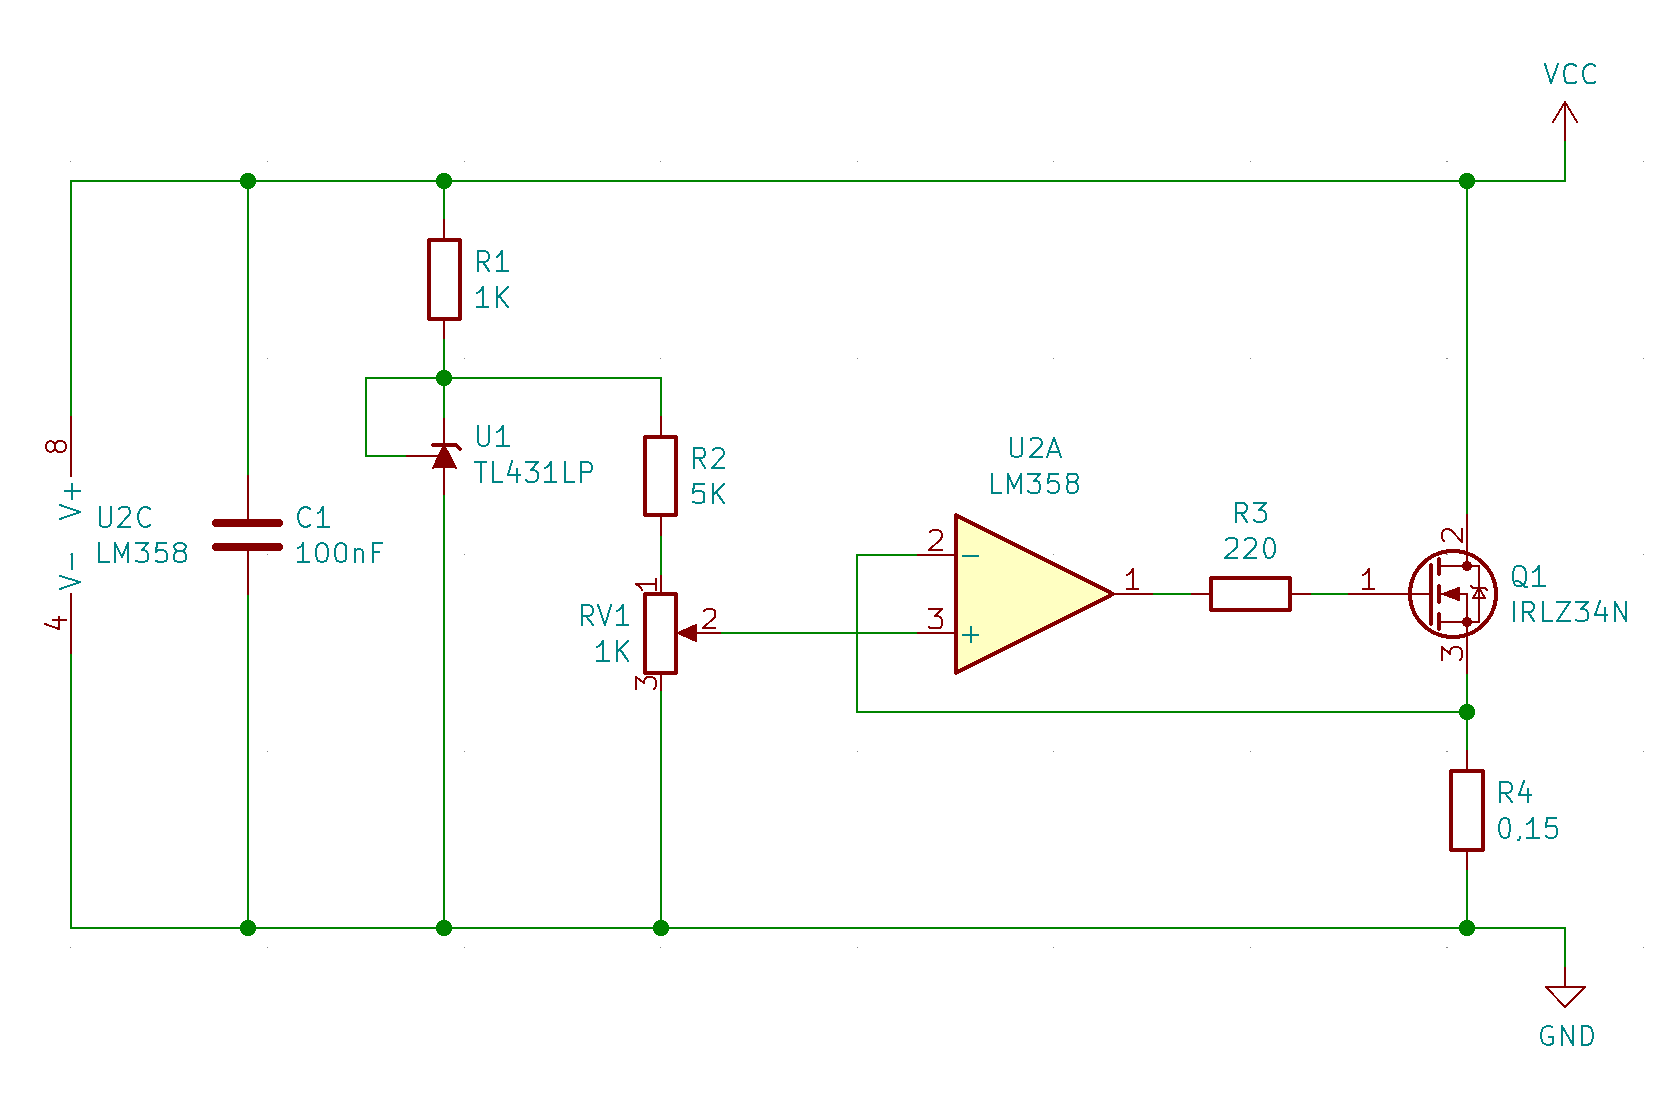 VCC
R1
1K
8
V+
V-
4
U2C
LM358
C1
100nF
U1
TL431LP
R2
5K
1
RV1
1K
2
3
U2A
LM358
2
-
3
+
1
R3
220
1
2
Q1
IRLZ34N
3
R4
0,15
GND